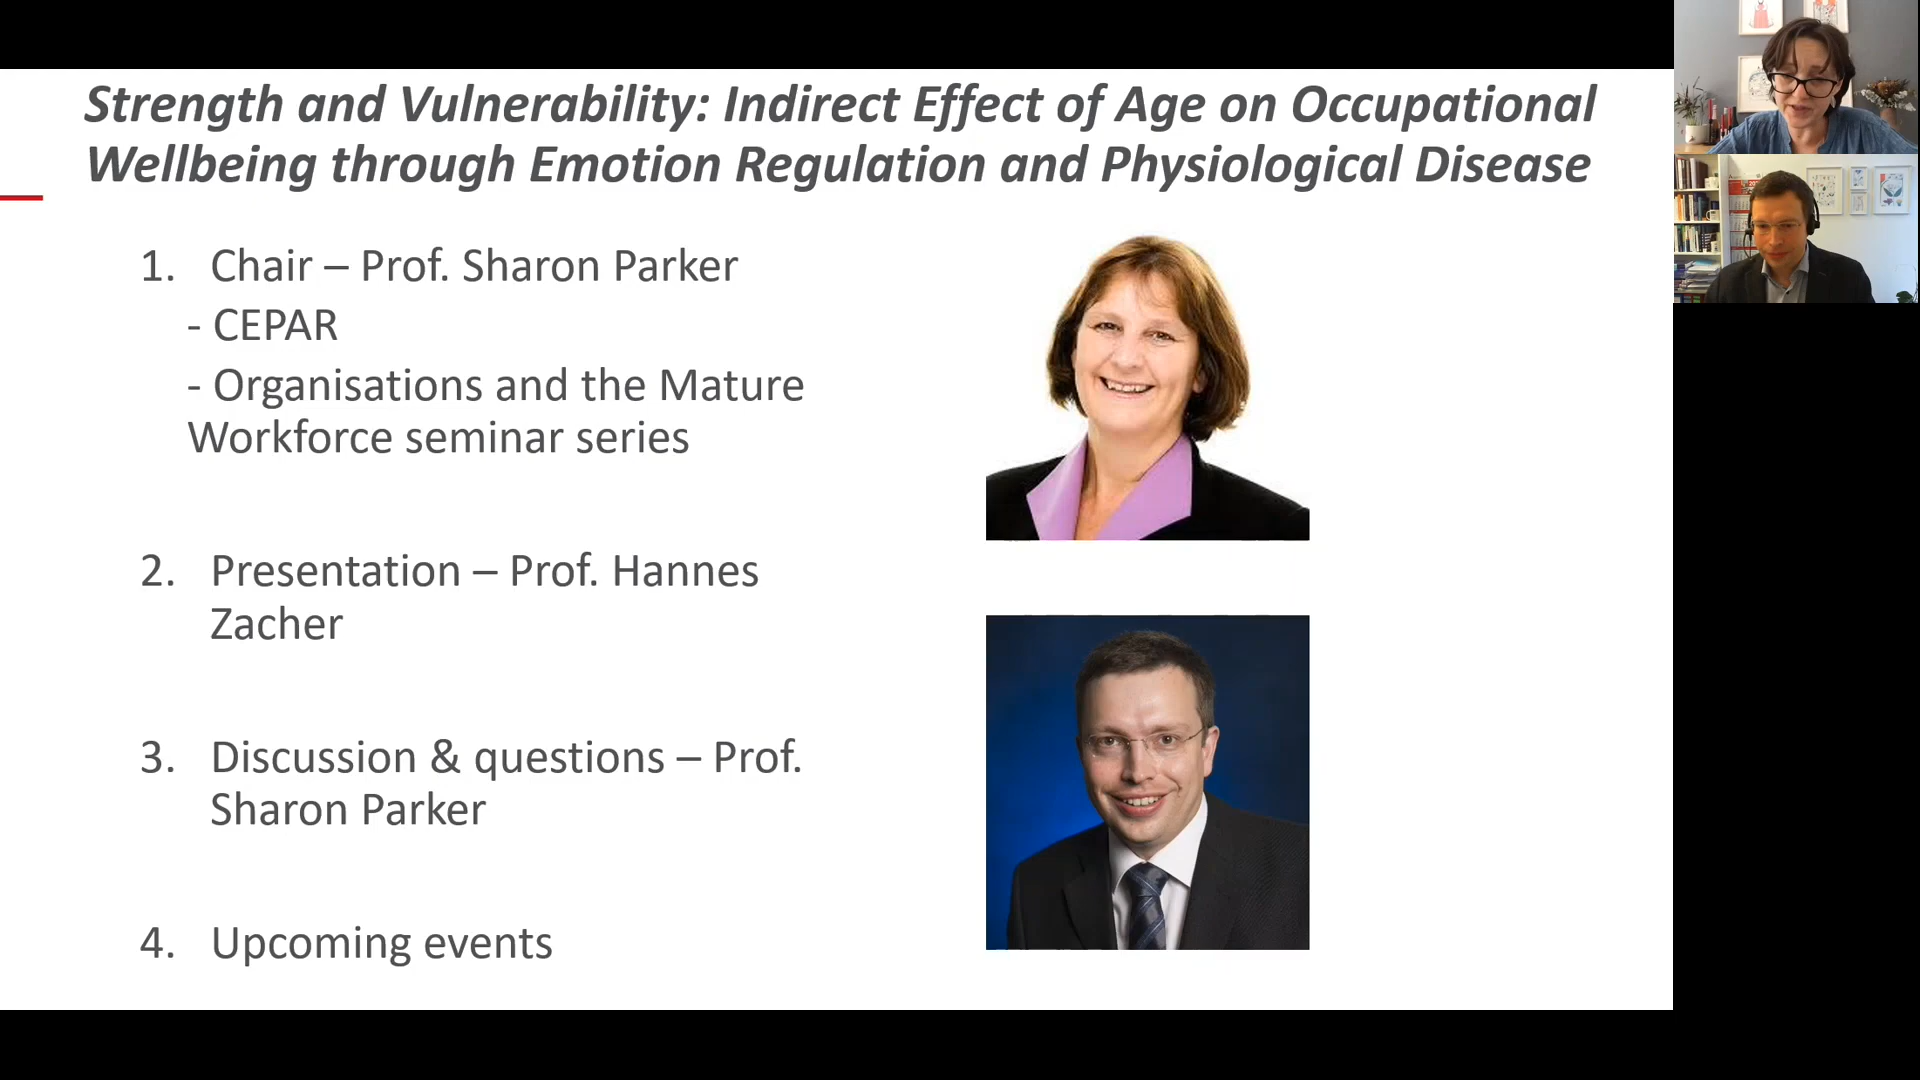 Strength and Vulnerability: Indirect Effect of Age on Occupational
Wellbeing through Emotion Regulation and Physiological Disease
1. Chair – Prof. Sharon Parker
- CEPAR
- Organisations and the Mature
Workforce seminar series
2. Presentation – Prof. Hannes
Zacher
3. Discussion & questions – Prof.
Sharon Parker
4. Upcoming events